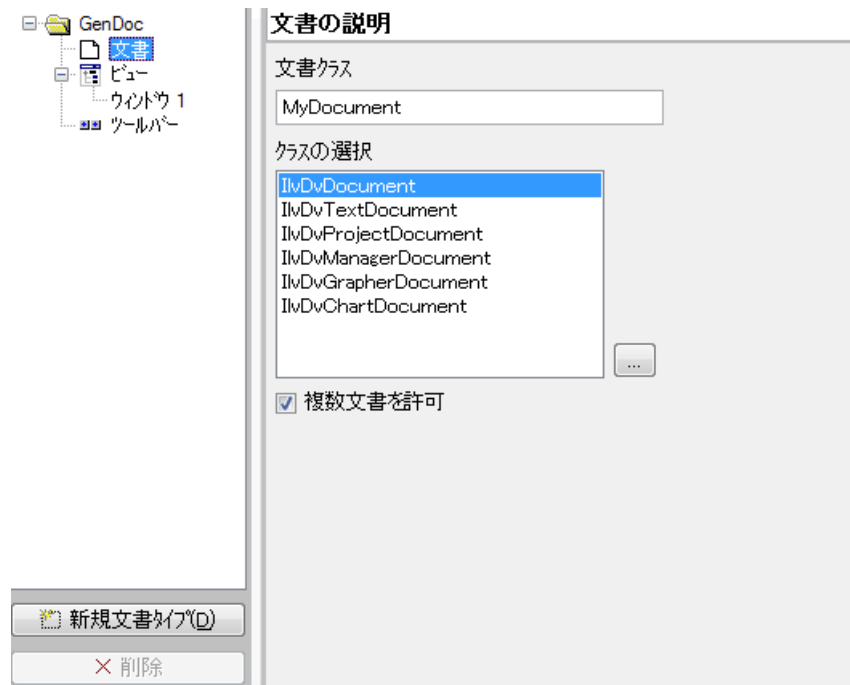 GenDoc
文書
ビュー
ウィンドウ 1
ツールバー
新規文書タイプ(D)
削除
文書の説明
文書クラス
MyDocument
クラスの選択
IlvDvDocument
IlvDvTextDocument
IlvDvProjectDocument
IlvDvManagerDocument
IlvDvGrapherDocument
IlvDvChartDocument
...
複数文書を許可